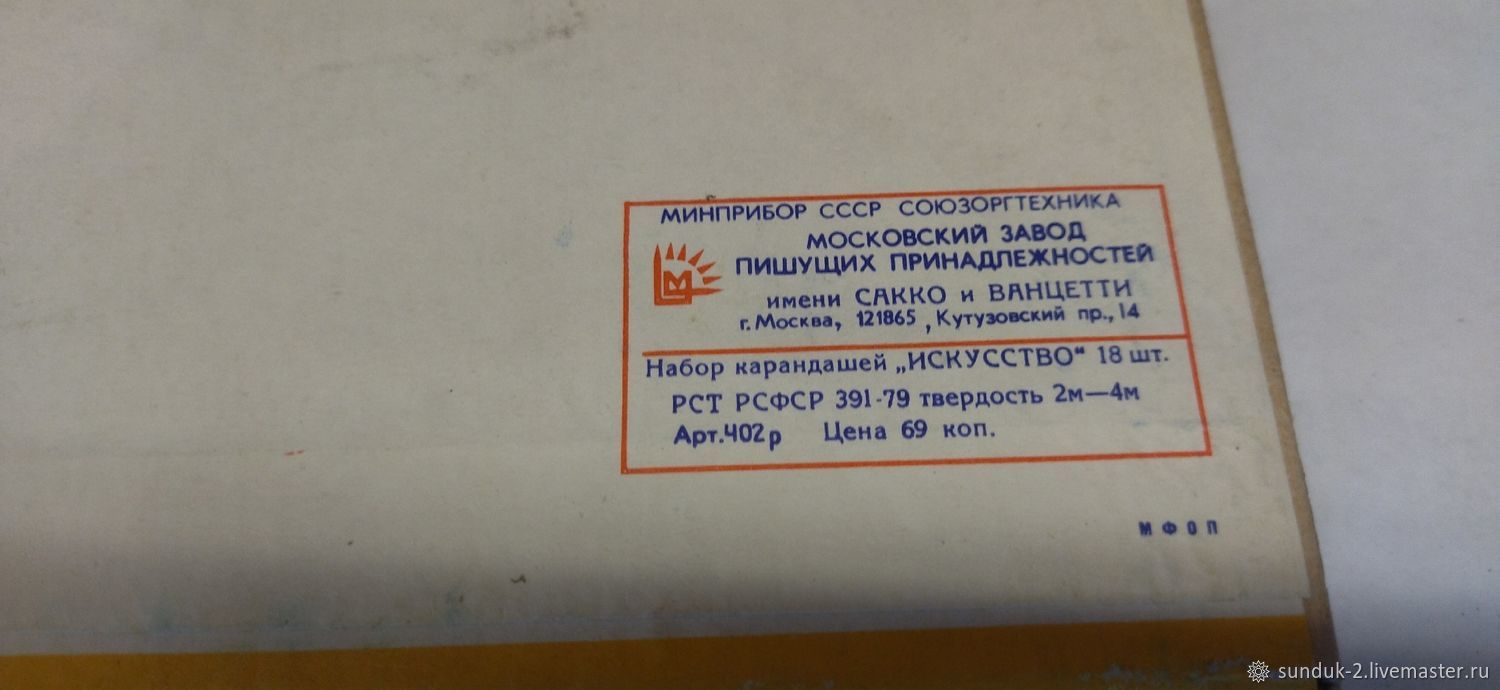 МИНПРИБОР СССР СОЮЗОРГТЕХНИКА
МОСКОВСКИЙ ЗАВОД
ПИШУЩИХ ПРИНАДЛЕЖНОСТЕЙ
имени САККО и ВАНЦЕТТИ
г. Москва, 121865, Кутузовский пр., 14
Набор карандашей „ИСКУССТВО“ 18 шт.
РСТ РСФСР 391-79 твердость 2м—4м
Арт. 402р Цена 69 коп.
МФОП
sunduk-2.livemaster.ru